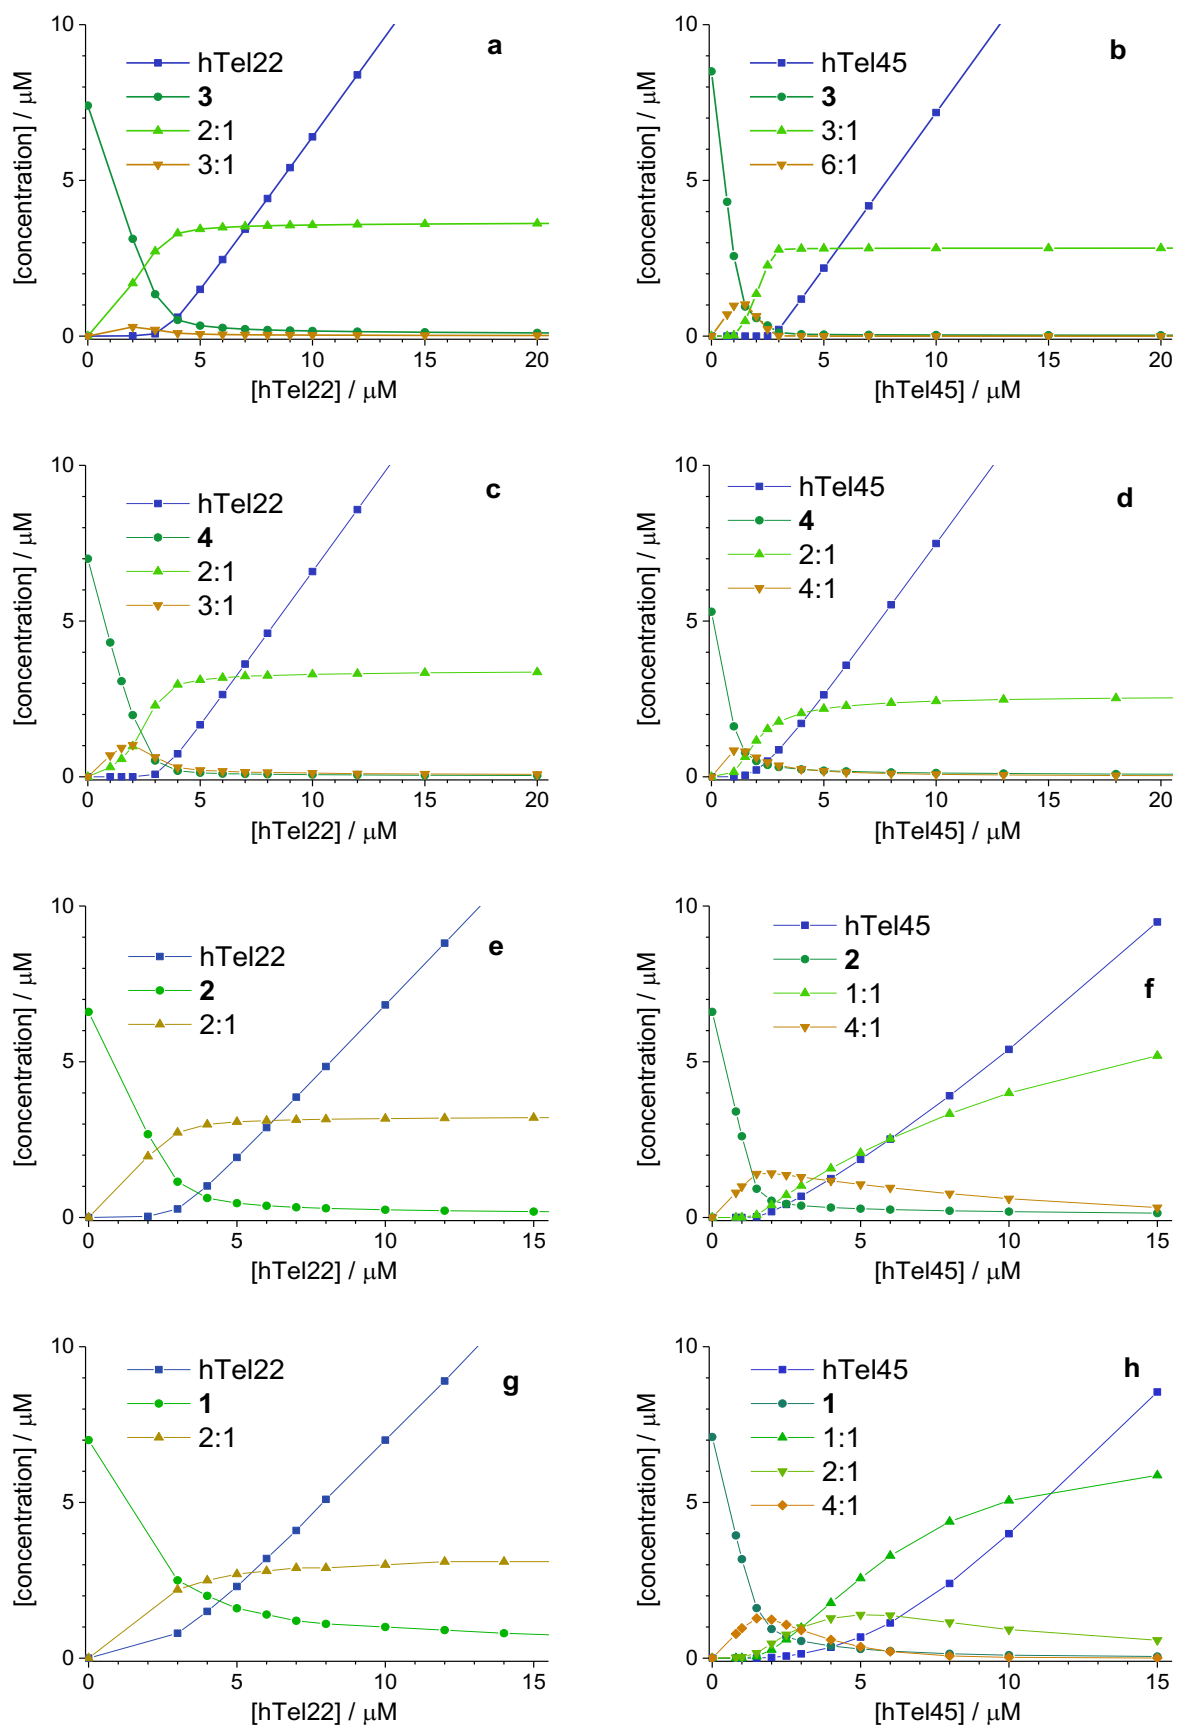 a
[concentration] / μM
10
5
0
hTel22
3
2:1
3:1
0 5 10 15 20
[hTel22] / μM
b
[concentration] / μM
10
5
0
hTel45
3
3:1
6:1
0 5 10 15 20
[hTel45] / μM
c
[concentration] / μM
10
5
0
hTel22
4
2:1
3:1
0 5 10 15 20
[hTel22] / μM
d
[concentration] / μM
10
5
0
hTel45
4
2:1
4:1
0 5 10 15 20
[hTel45] / μM
e
[concentration] / μM
10
5
0
hTel22
2
2:1
0 5 10 15
[hTel22] / μM
f
[concentration] / μM
10
5
0
hTel45
2
1:1
4:1
0 5 10 15
[hTel45] / μM
g
[concentration] / μM
10
5
0
hTel22
1
2:1
0 5 10 15
[hTel22] / μM
h
[concentration] / μM
10
5
0
hTel45
1
1:1
2:1
4:1
0 5 10 15
[hTel45] / μM